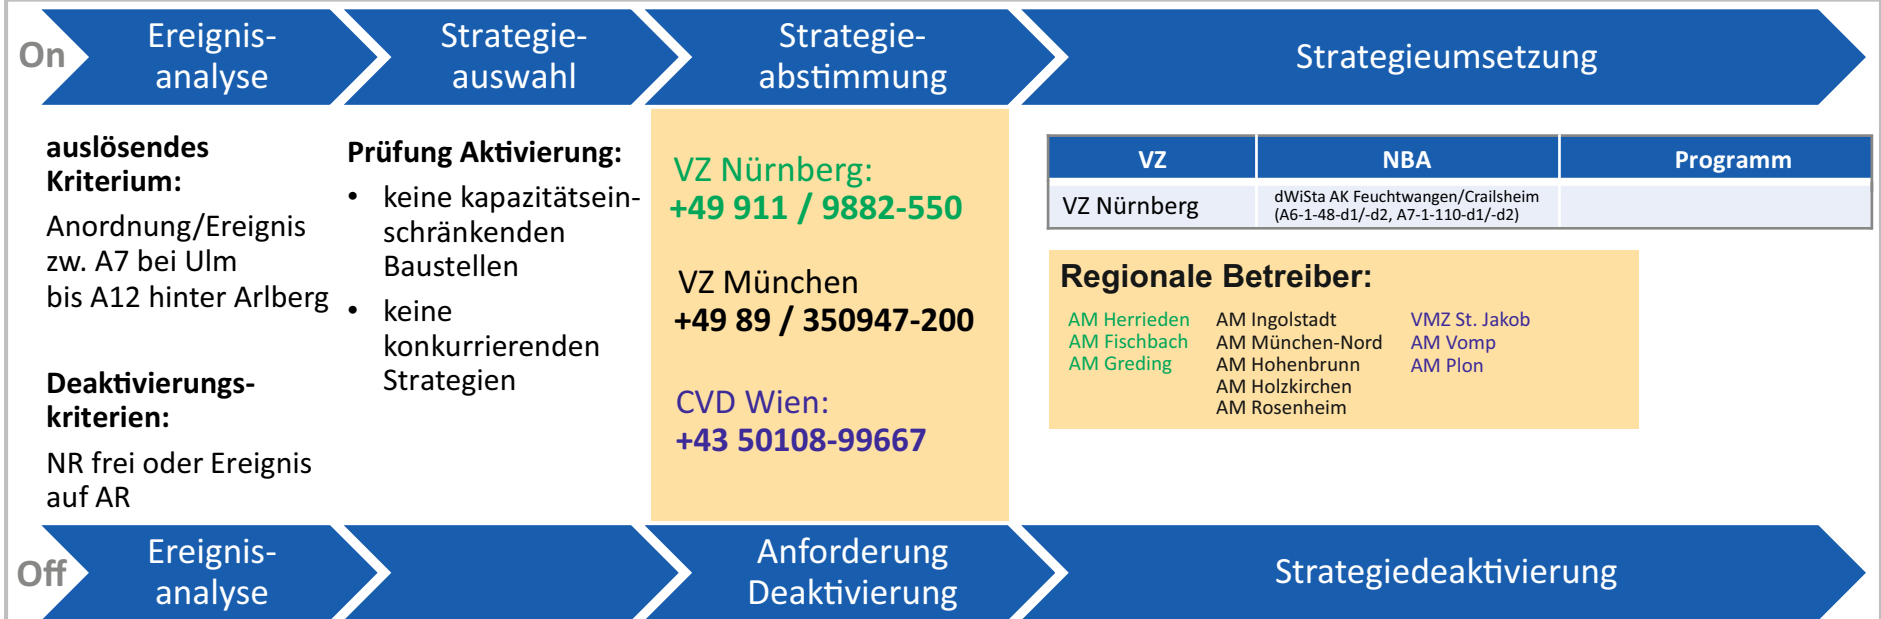 On
Ereignis-
analyse
Strategie-
auswahl
Strategie-
abstimmung
Strategieumsetzung
auslösendes
Kriterium:
Anordnung/Ereignis
zw. A7 bei Ulm
bis A12 hinter Arlberg
Deaktivierungs-
kriterien:
NR frei oder Ereignis
auf AR
Prüfung Aktivierung:
• keine kapazitätsein-
schränkenden
Baustellen
• keine
konkurrierenden
Strategien
VZ Nürnberg:
+49 911 / 9882-550
VZ München
+49 89 / 350947-200
CVD Wien:
+43 50108-99667
VZ NBA Programm
VZ Nürnberg
dWiSta AK Feuchtwangen/Crailsheim
(A6-1-48-d1/-d2, A7-1-110-d1/-d2)
Regionale Betreiber:
AM Herrieden
AM Fischbach
AM Greding
AM Ingolstadt
AM München-Nord
AM Hohenbrunn
AM Holzkirchen
AM Rosenheim
VMZ St. Jakob
AM Vomp
AM Plon
Off
Ereignis-
analyse
Anforderung
Deaktivierung
Strategiedeaktivierung